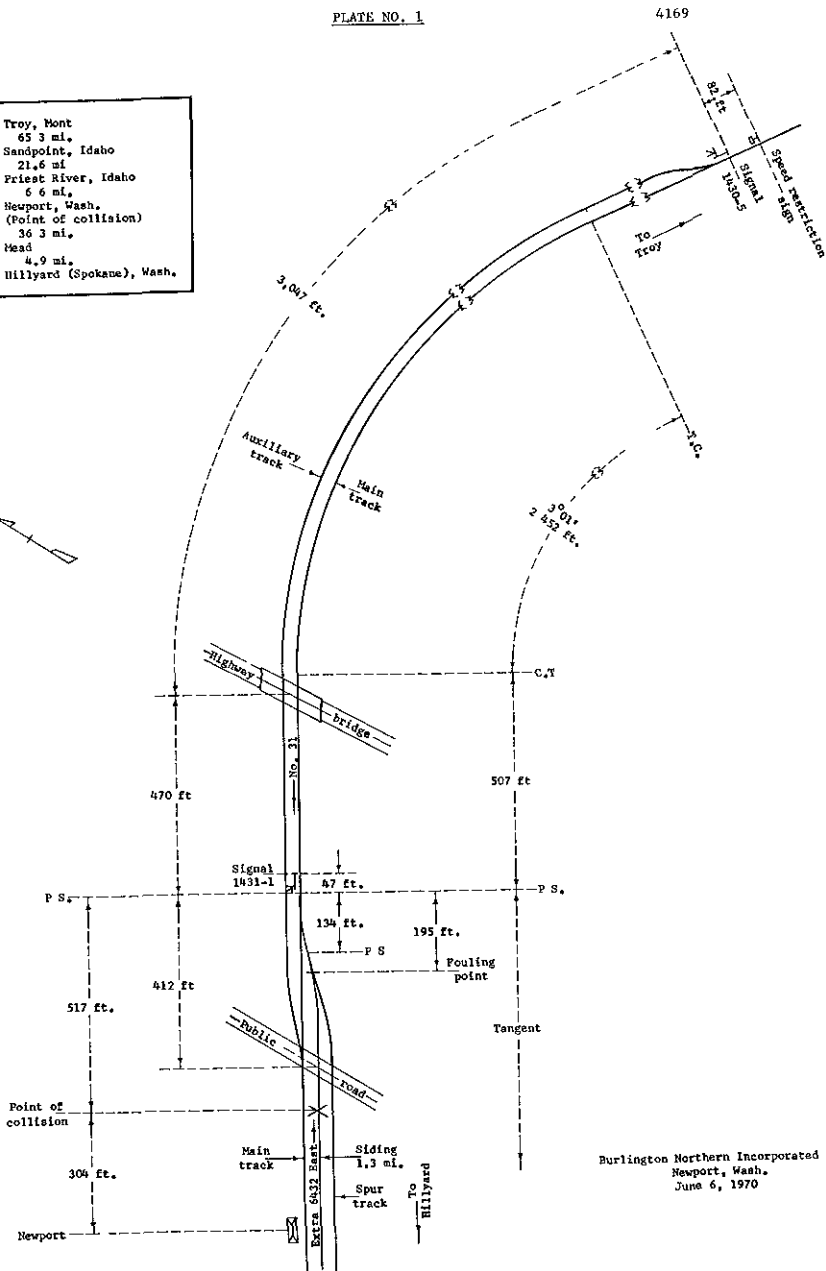 PLATE NO. 1
4169
Troy, Mont
65 3 mi.
Sandpoint, Idaho
21.6 mi
Priest River, Idaho
6 6 mi.
Newport, Wash.
(Point of collision)
36 3 mi.
Mead
4.9 mi.
Hillyard (Spokane), Wash.
82 ft
Signal
1430-5
Speed restriction
sign
To
Troy
3,047 ft.
Auxiliary
track
Main
track
T.C.
3°01'
2 452 ft.
Highway
bridge
C.T
No. 31
470 ft
507 ft
Signal
1431-1
47 ft.
P S.
P S.
134 ft.
195 ft.
P S
Fouling
point
412 ft
517 ft.
Tangent
Public
road
Point of
collision
Main
track
Siding
1.3 mi.
304 ft.
Extra 6432 East
Spur
track
To
Hillyard
Newport
Burlington Northern Incorporated
Newport, Wash.
June 6, 1970